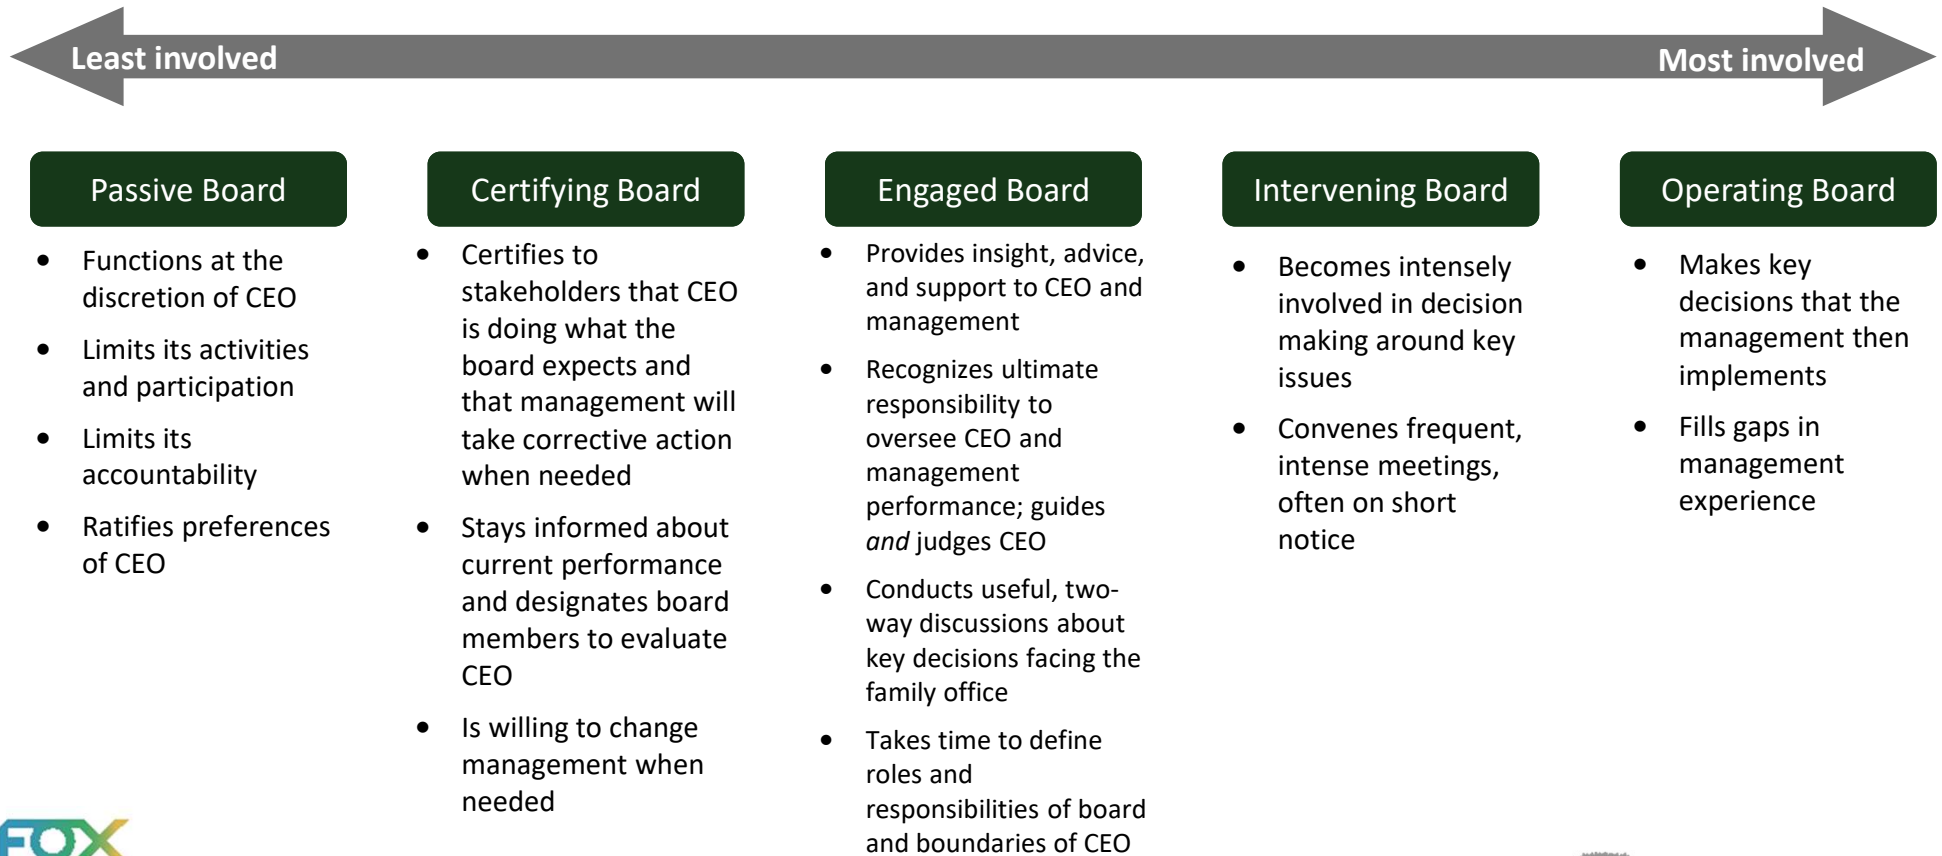 Least involved
Most involved
Passive Board
• Functions at the
discretion of CEO
• Limits its activities
and participation
• Limits its
accountability
• Ratifies preferences
of CEO
Certifying Board
• Certifies to
stakeholders that CEO
is doing what the
board expects and
that management will
take corrective action
when needed
• Stays informed about
current performance
and designates board
members to evaluate
CEO
• Is willing to change
management when
needed
Engaged Board
• Provides insight, advice,
and support to CEO and
management
• Recognizes ultimate
responsibility to
oversee CEO and
management
performance; guides
and judges CEO
• Conducts useful, two-
way discussions about
key decisions facing the
family office
• Takes time to define
roles and
responsibilities of board
and boundaries of CEO
Intervening Board
• Becomes intensely
involved in decision
making around key
issues
• Convenes frequent,
intense meetings,
often on short
notice
Operating Board
• Makes key
decisions that the
management then
implements
• Fills gaps in
management
experience
FOX